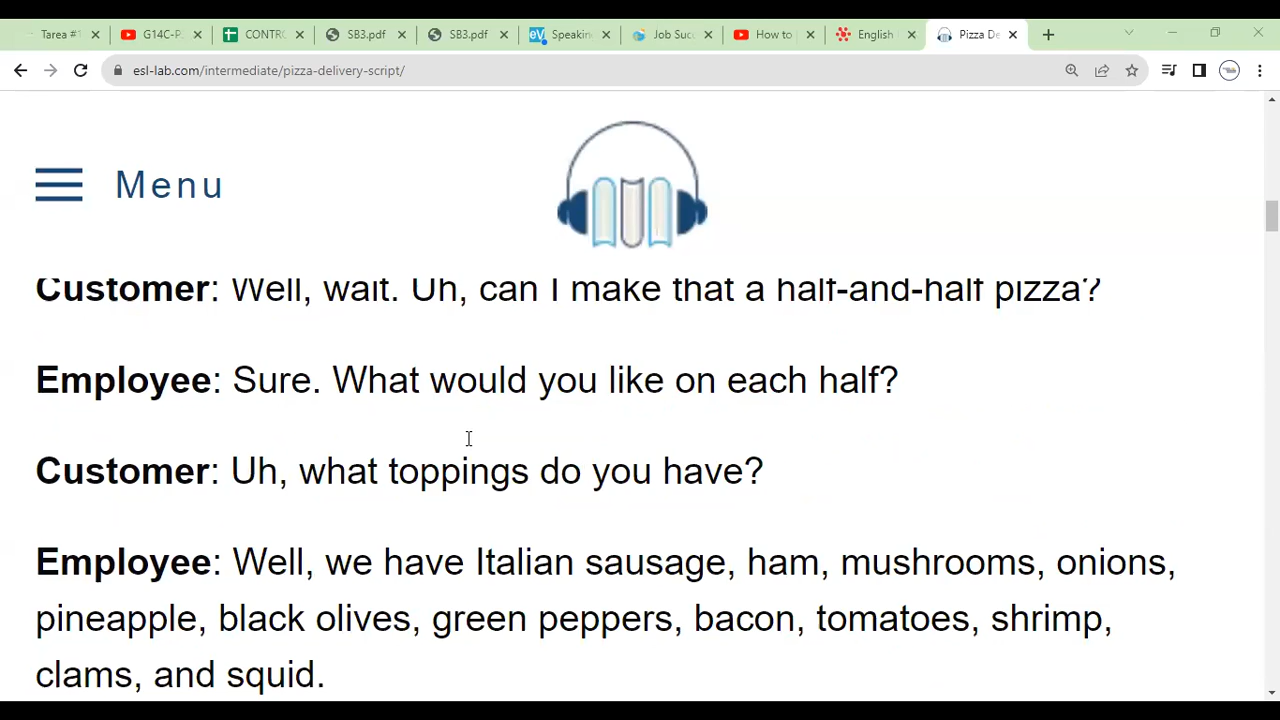 Tarea #1
G14C-P
CONTRO
SB3.pdf
SB3.pdf
Speakin
Job Suc
How to
English
Pizza De
esl-lab.com/intermediate/pizza-delivery-script/
Menu
Customer: Well, wait. Uh, can I make that a half-and-half pizza?
Employee: Sure. What would you like on each half?
Customer: Uh, what toppings do you have?
Employee: Well, we have Italian sausage, ham, mushrooms, onions,
pineapple, black olives, green peppers, bacon, tomatoes, shrimp,
clams, and squid.